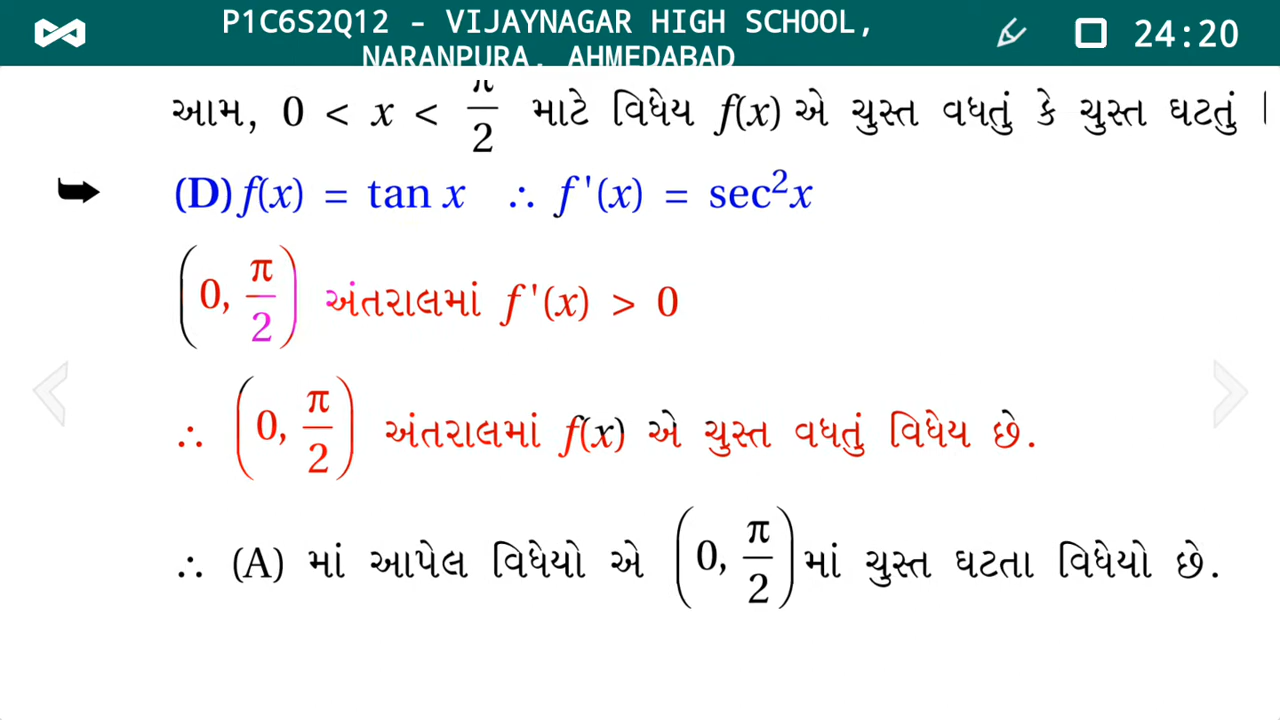 P1C6S2Q12 - VIJAYNAGAR HIGH SCHOOL,
NARANPURA, AHMEDABAD
24:20
આમ, 0 < x < π/2 માટે વિધેય f(x) એ ચુસ્ત વધતું કે ચુસ્ત ઘટતું
(D) f(x) = tan x ∴ f'(x) = sec²x
(0, π/2) અંતરાલમાં f'(x) > 0
∴ (0, π/2) અંતરાલમાં f(x) એ ચુસ્ત વધતું વિધેય છે.
∴ (A) માં આપેલ વિધેયો એ (0, π/2) માં ચુસ્ત ઘટતા વિધેયો છે.